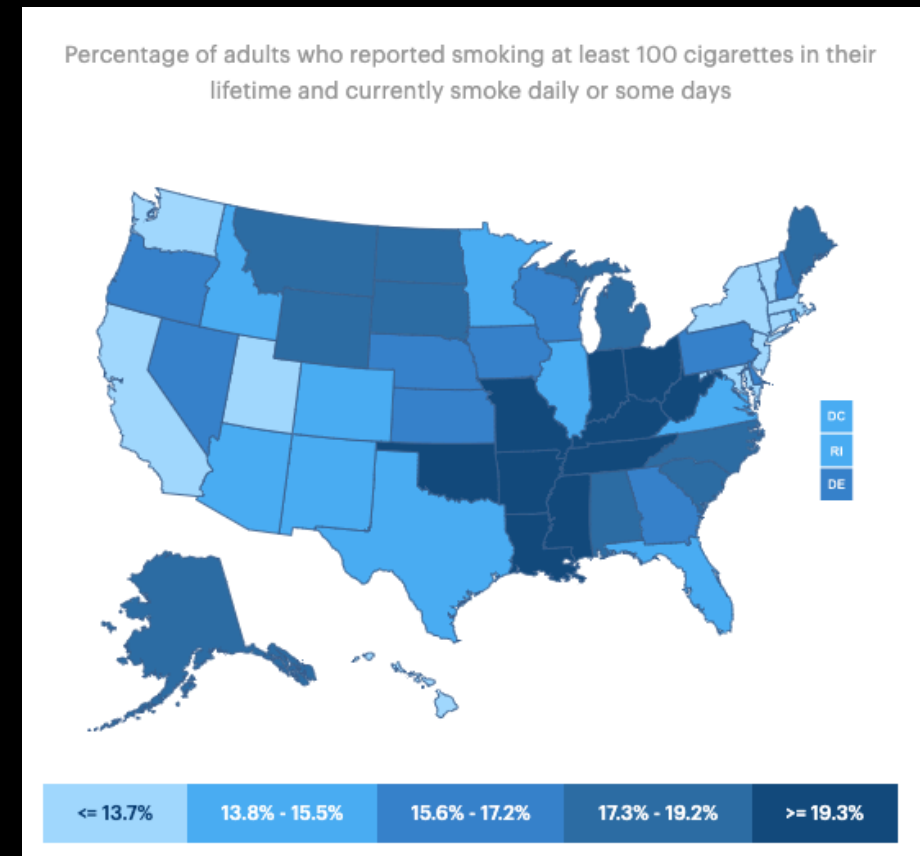 Percentage of adults who reported smoking at least 100 cigarettes in their
lifetime and currently smoke daily or some days
DC
RI
DE
<= 13.7%
13.8% - 15.5%
15.6% - 17.2%
17.3% - 19.2%
>= 19.3%